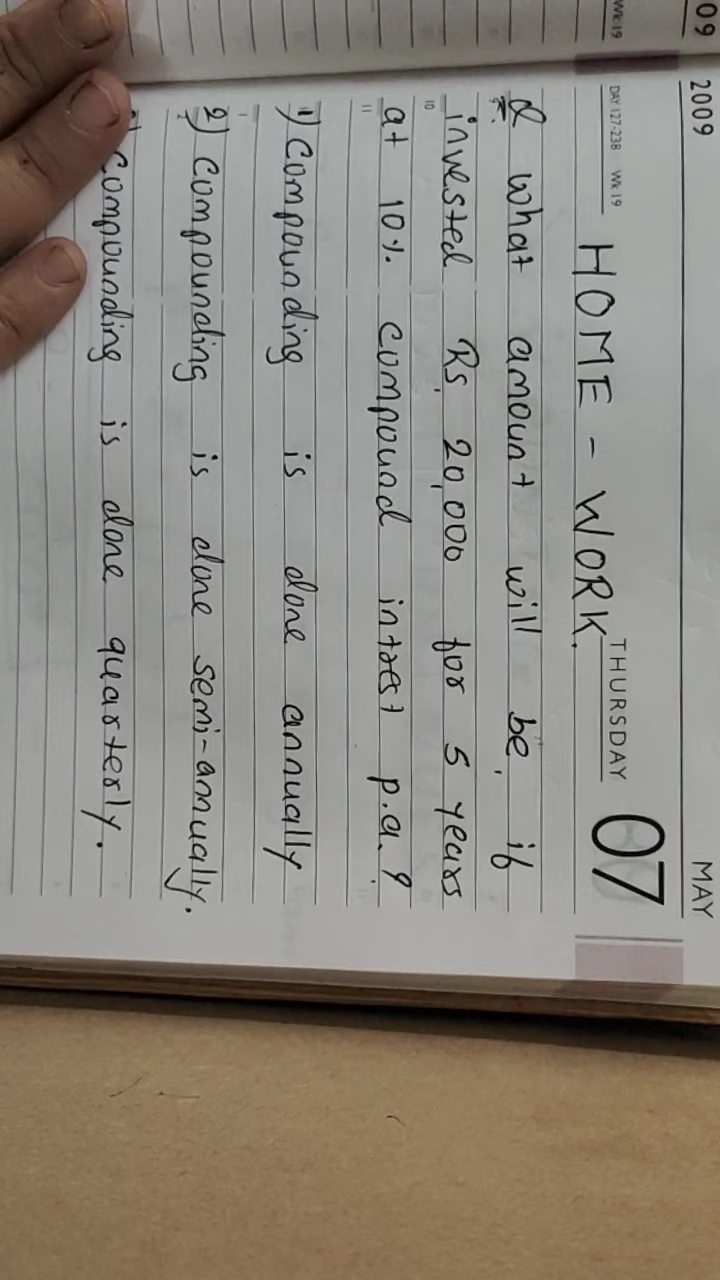 09
Wk 19
2009
MAY
DAY 127-238 Wk 19
THURSDAY
07
HOME - WORK.
Q. what amount will be, if
10
invested Rs. 20,000 for 5 years
11
at 10% compound intrest p.a. ?
1) Compounding is done annually
2) Compounding is done semi-annually.
compounding is done quarterly.